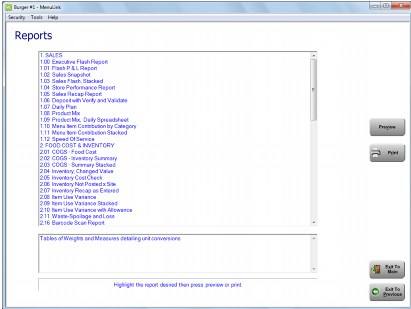 Burger #1 - MenuLink
Security Tools Help
Reports
1. SALES
1.00 Executive Flash Report
1.01 Flash P & L Report
1.02 Sales Snapshot
1.03 Sales Flash, Stacked
1.04 Store Performance Report
1.05 Sales Recap Report
1.06 Deposit with Verify and Validate
1.07 Daily Plan
1.08 Product Mix
1.09 Product Mix, Daily Spreadsheet
1.10 Menu Item Contribution by Category
1.11 Menu Item Contribution Stacked
1.12 Speed Of Service
2. FOOD COST & INVENTORY
2.01 COGS - Food Cost
2.02 COGS - Inventory Summary
2.03 COGS - Summary Stacked
2.04 Inventory, Changed Value
2.05 Inventory Cost Check
2.06 Inventory Not Posted x Site
2.07 Inventory Recap as Entered
2.08 Item Use Variance
2.09 Item Use Variance Stacked
2.10 Item Use Variance with Allowance
2.11 Waste-Spoilage and Loss
2.16 Barcode Scan Report
Preview
Print
Tables of Weights and Measures detailing unit conversions
Exit To Main
Highlight the report desired then press preview or print.
Exit To Previous